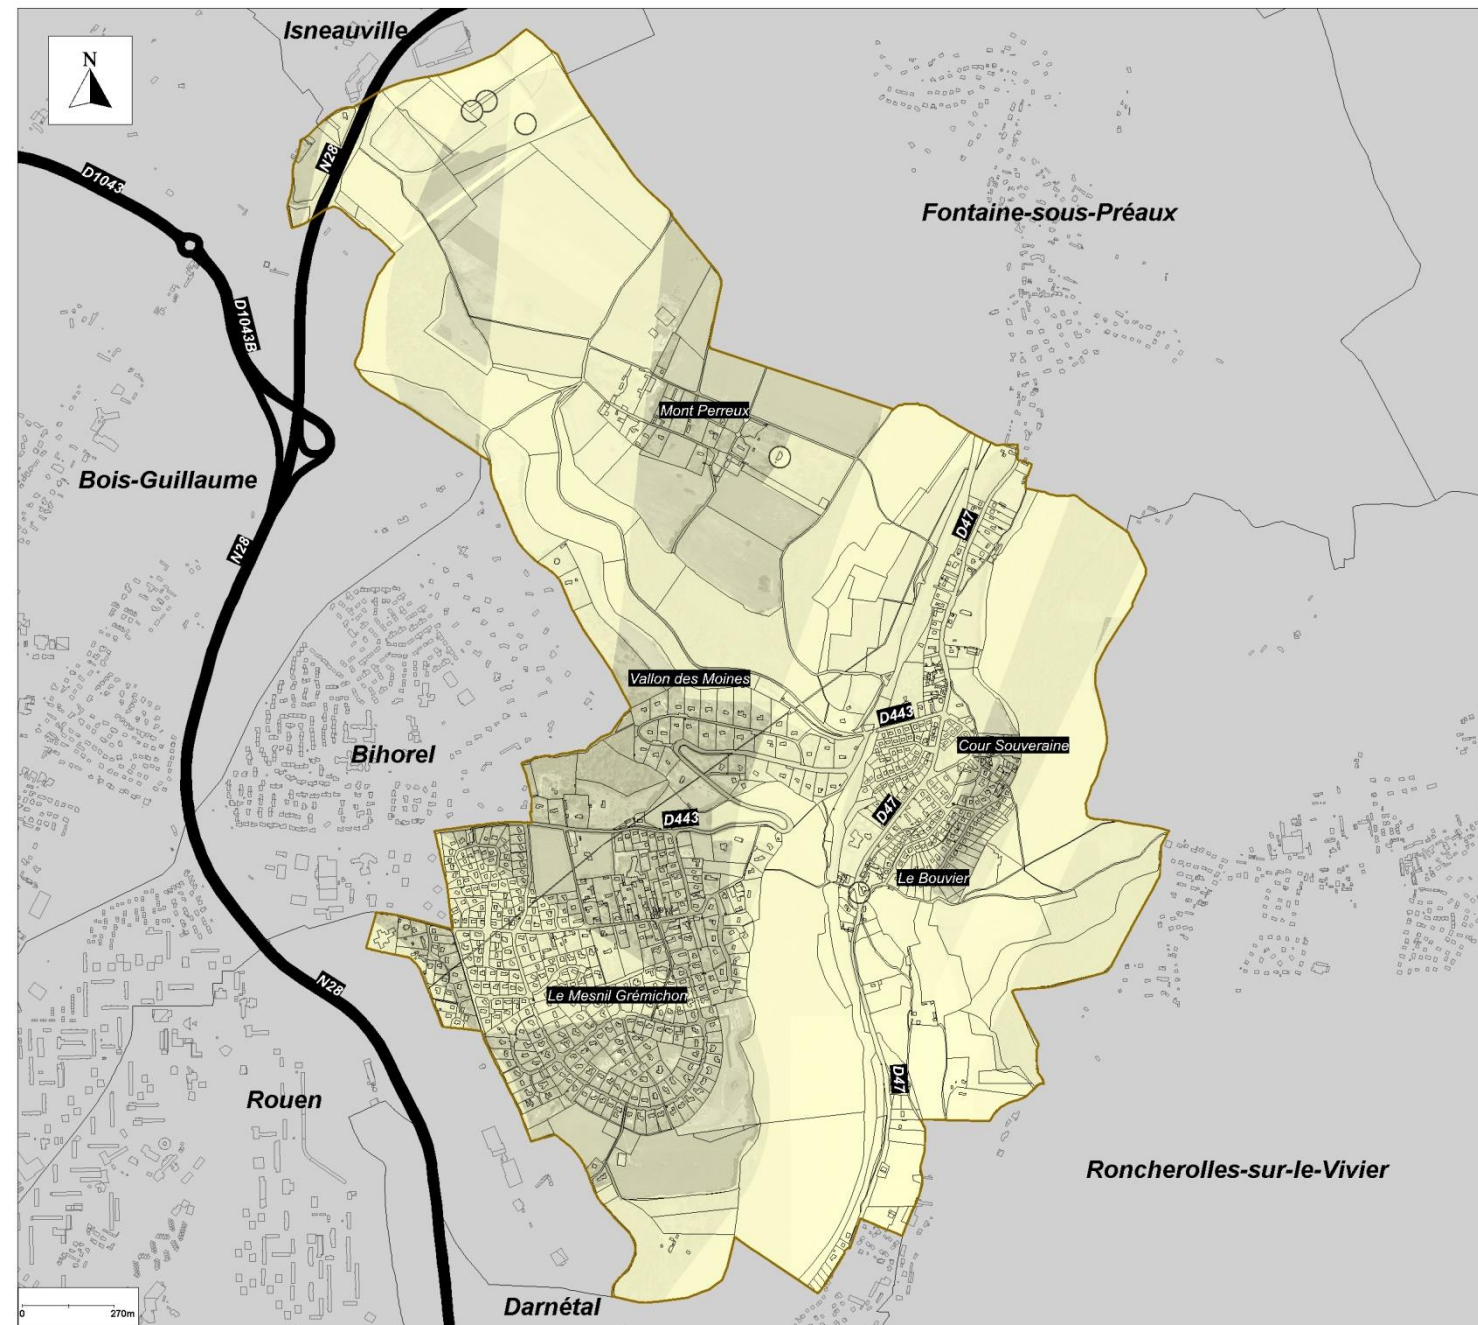 Isneauville
N
N28
D1043
Fontaine-sous-Préaux
D1043B
Mont Perreux
Bois-Guillaume
D47
N28
Vallon des Moines
D443
Cour Souveraine
Bihorel
D47
D443
Le Bouvier
Le Mesnil Grémichon
N28
D47
Rouen
Roncherolles-sur-le-Vivier
0 270m
Darnétal